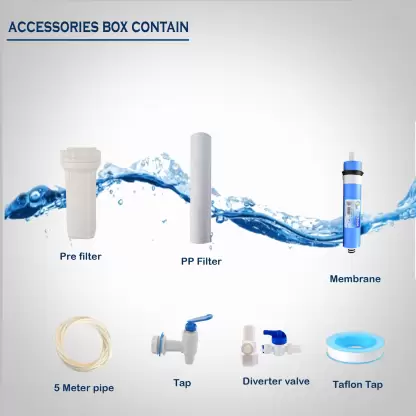 ACCESSORIES BOX CONTAIN
Pre filter
PP Filter
Membrane
5 Meter pipe
Tap
Diverter valve
Taflon Tap